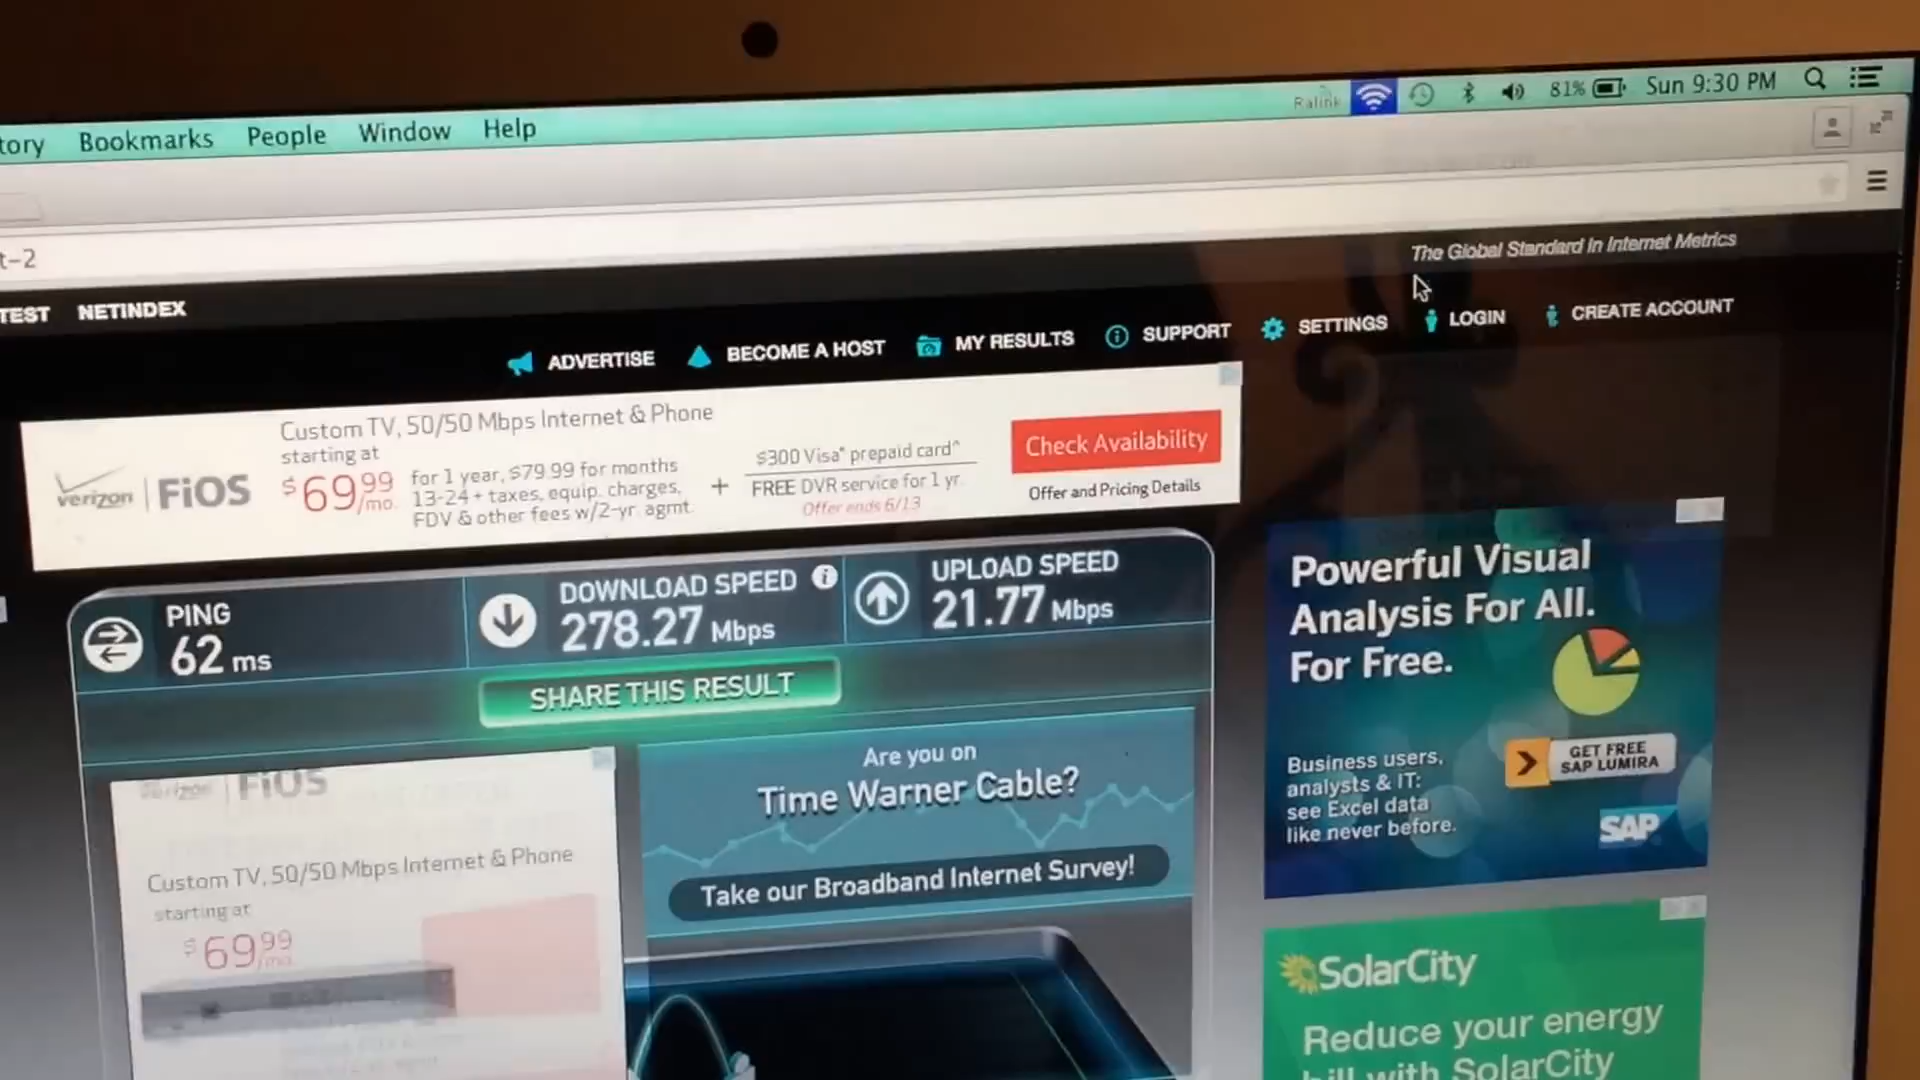 tory Bookmarks People Window Help
Ralink 81% Sun 9:30 PM
t-2
The Global Standard in Internet Metrics
TEST NETINDEX
ADVERTISE BECOME A HOST MY RESULTS SUPPORT SETTINGS LOGIN CREATE ACCOUNT
verizon FiOS
Custom TV, 50/50 Mbps Internet & Phone
starting at
$69.99/mo.
for 1 year, $79.99 for months
13-24 + taxes, equip. charges,
FDV & other fees w/2-yr. agmt.
+
$300 Visa® prepaid card^
FREE DVR service for 1 yr.
Offer ends 6/13
Check Availability
Offer and Pricing Details
PING
62 ms
DOWNLOAD SPEED
278.27 Mbps
UPLOAD SPEED
21.77 Mbps
SHARE THIS RESULT
verizon FiOS
Custom TV, 50/50 Mbps Internet & Phone
starting at
$69.99/mo.
Are you on
Time Warner Cable?
Take our Broadband Internet Survey!
Powerful Visual
Analysis For All.
For Free.
Business users,
analysts & IT:
see Excel data
like never before.
GET FREE
SAP LUMIRA
SAP
SolarCity
Reduce your energy
bill with SolarCity